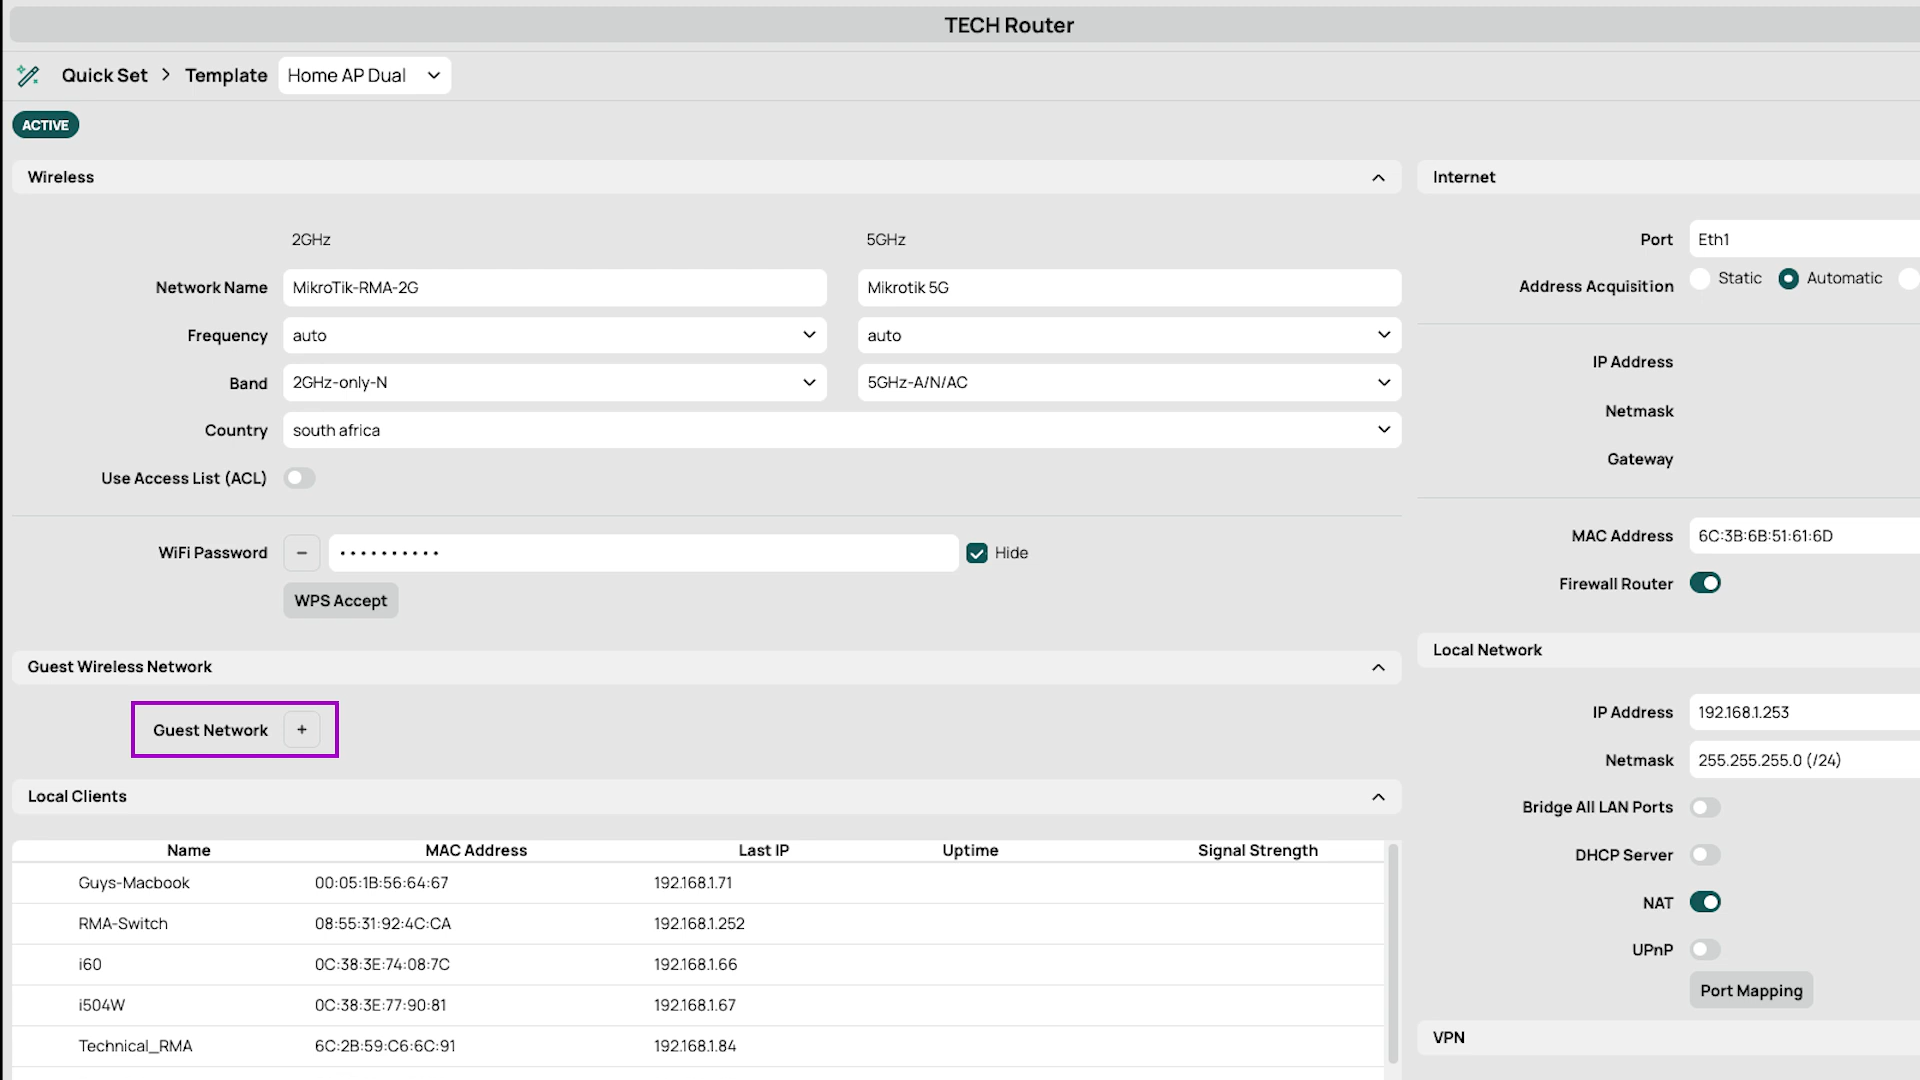 TECH Router
Quick Set > Template Home AP Dual
ACTIVE
Wireless
2GHz 5GHz
Network Name MikroTik-RMA-2G Mikrotik 5G
Frequency auto auto
Band 2GHz-only-N 5GHz-A/N/AC
Country south africa
Use Access List (ACL)
WiFi Password − •••••••••• Hide
WPS Accept
Guest Wireless Network
Guest Network +
Local Clients
Name MAC Address Last IP Uptime Signal Strength
Guys-Macbook 00:05:1B:56:64:67 192.168.1.71
RMA-Switch 08:55:31:92:4C:CA 192.168.1.252
i60 0C:38:3E:74:08:7C 192.168.1.66
i504W 0C:38:3E:77:90:81 192.168.1.67
Technical_RMA 6C:2B:59:C6:6C:91 192.168.1.84
Internet
Port Eth1
Address Acquisition Static Automatic
IP Address
Netmask
Gateway
MAC Address 6C:3B:6B:51:61:6D
Firewall Router
Local Network
IP Address 192.168.1.253
Netmask 255.255.255.0 (/24)
Bridge All LAN Ports
DHCP Server
NAT
UPnP
Port Mapping
VPN